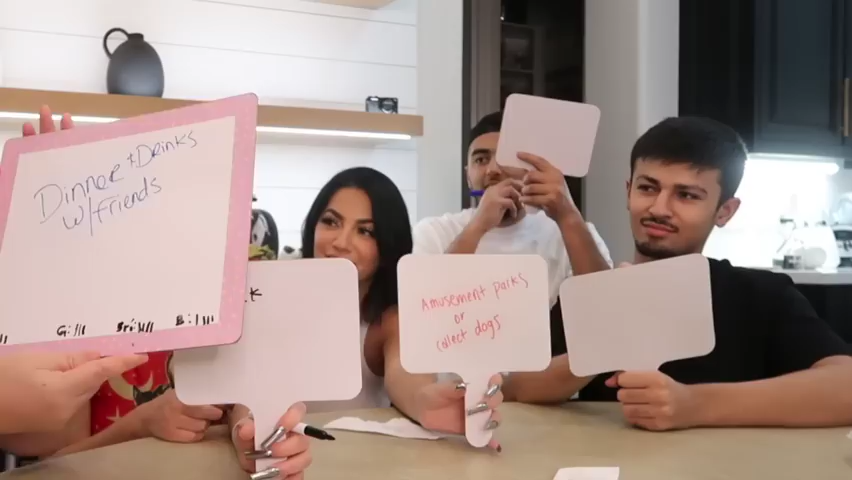 Dinner + Drinks
w/friends
Amusement parks
or
collect dogs